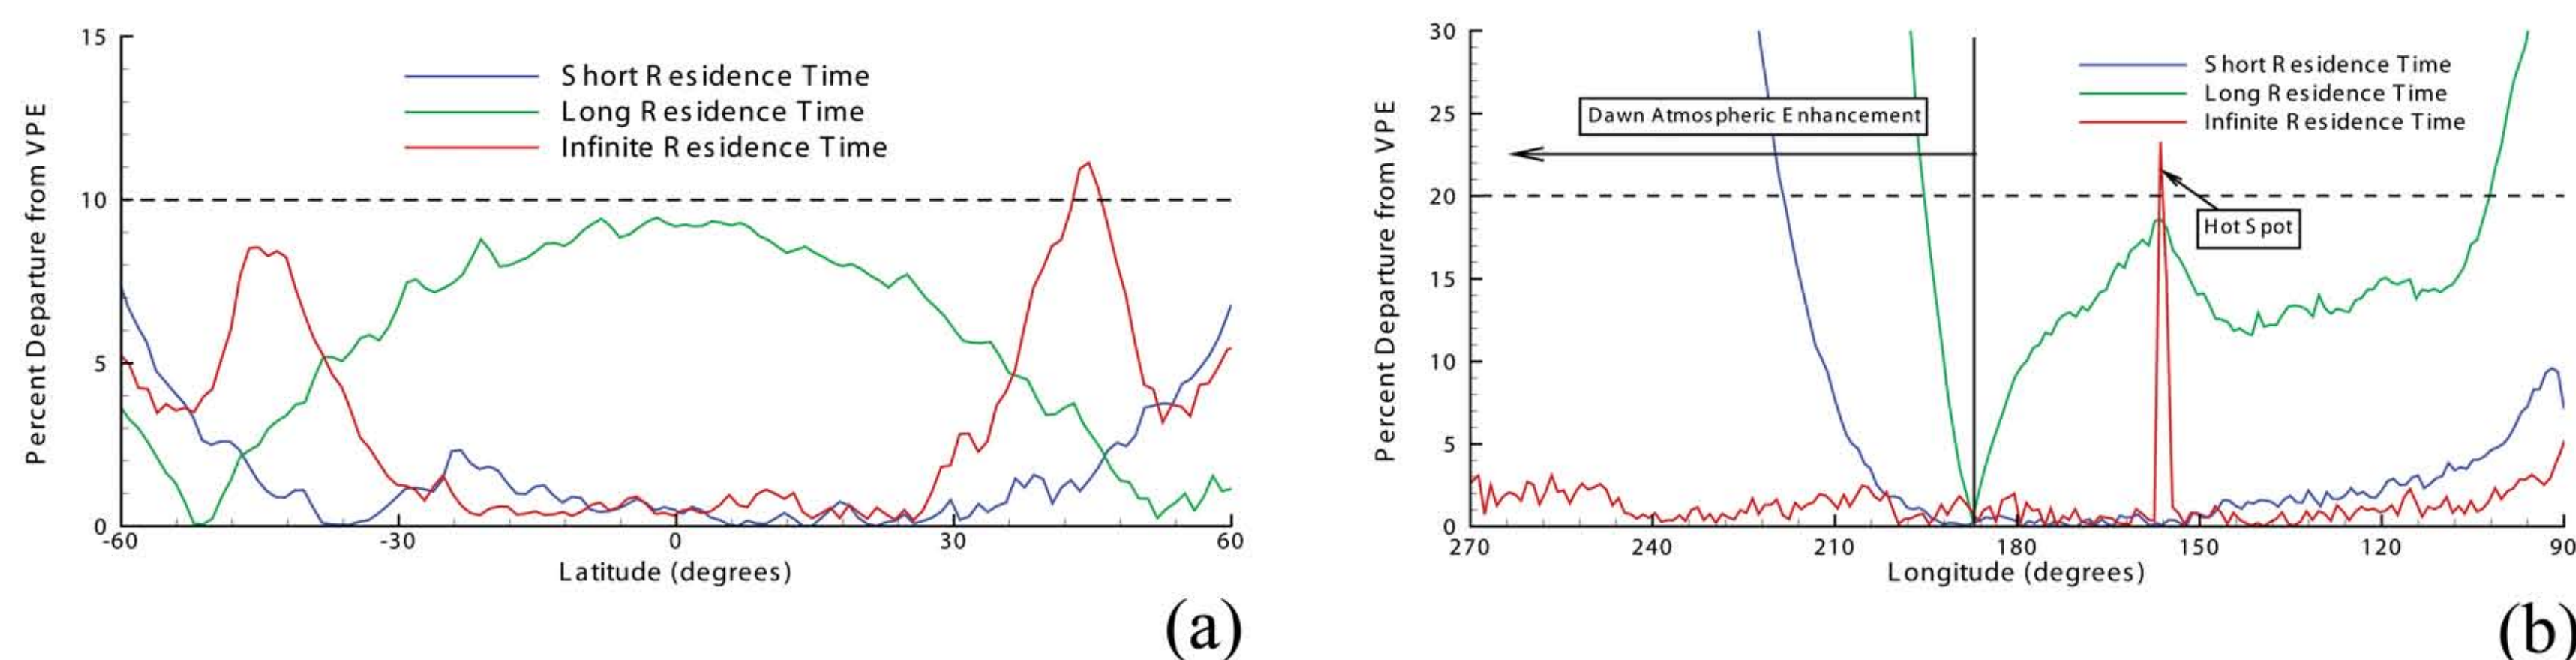 15
10
5
0
Percent Departure from VPE
Short Residence Time
Long Residence Time
Infinite Residence Time
-60 -30 0 30 60
Latitude (degrees)
(a)
30
25
20
15
10
5
0
Percent Departure from VPE
Dawn Atmospheric Enhancement
Short Residence Time
Long Residence Time
Infinite Residence Time
Hot Spot
270 240 210 180 150 120 90
Longitude (degrees)
(b)